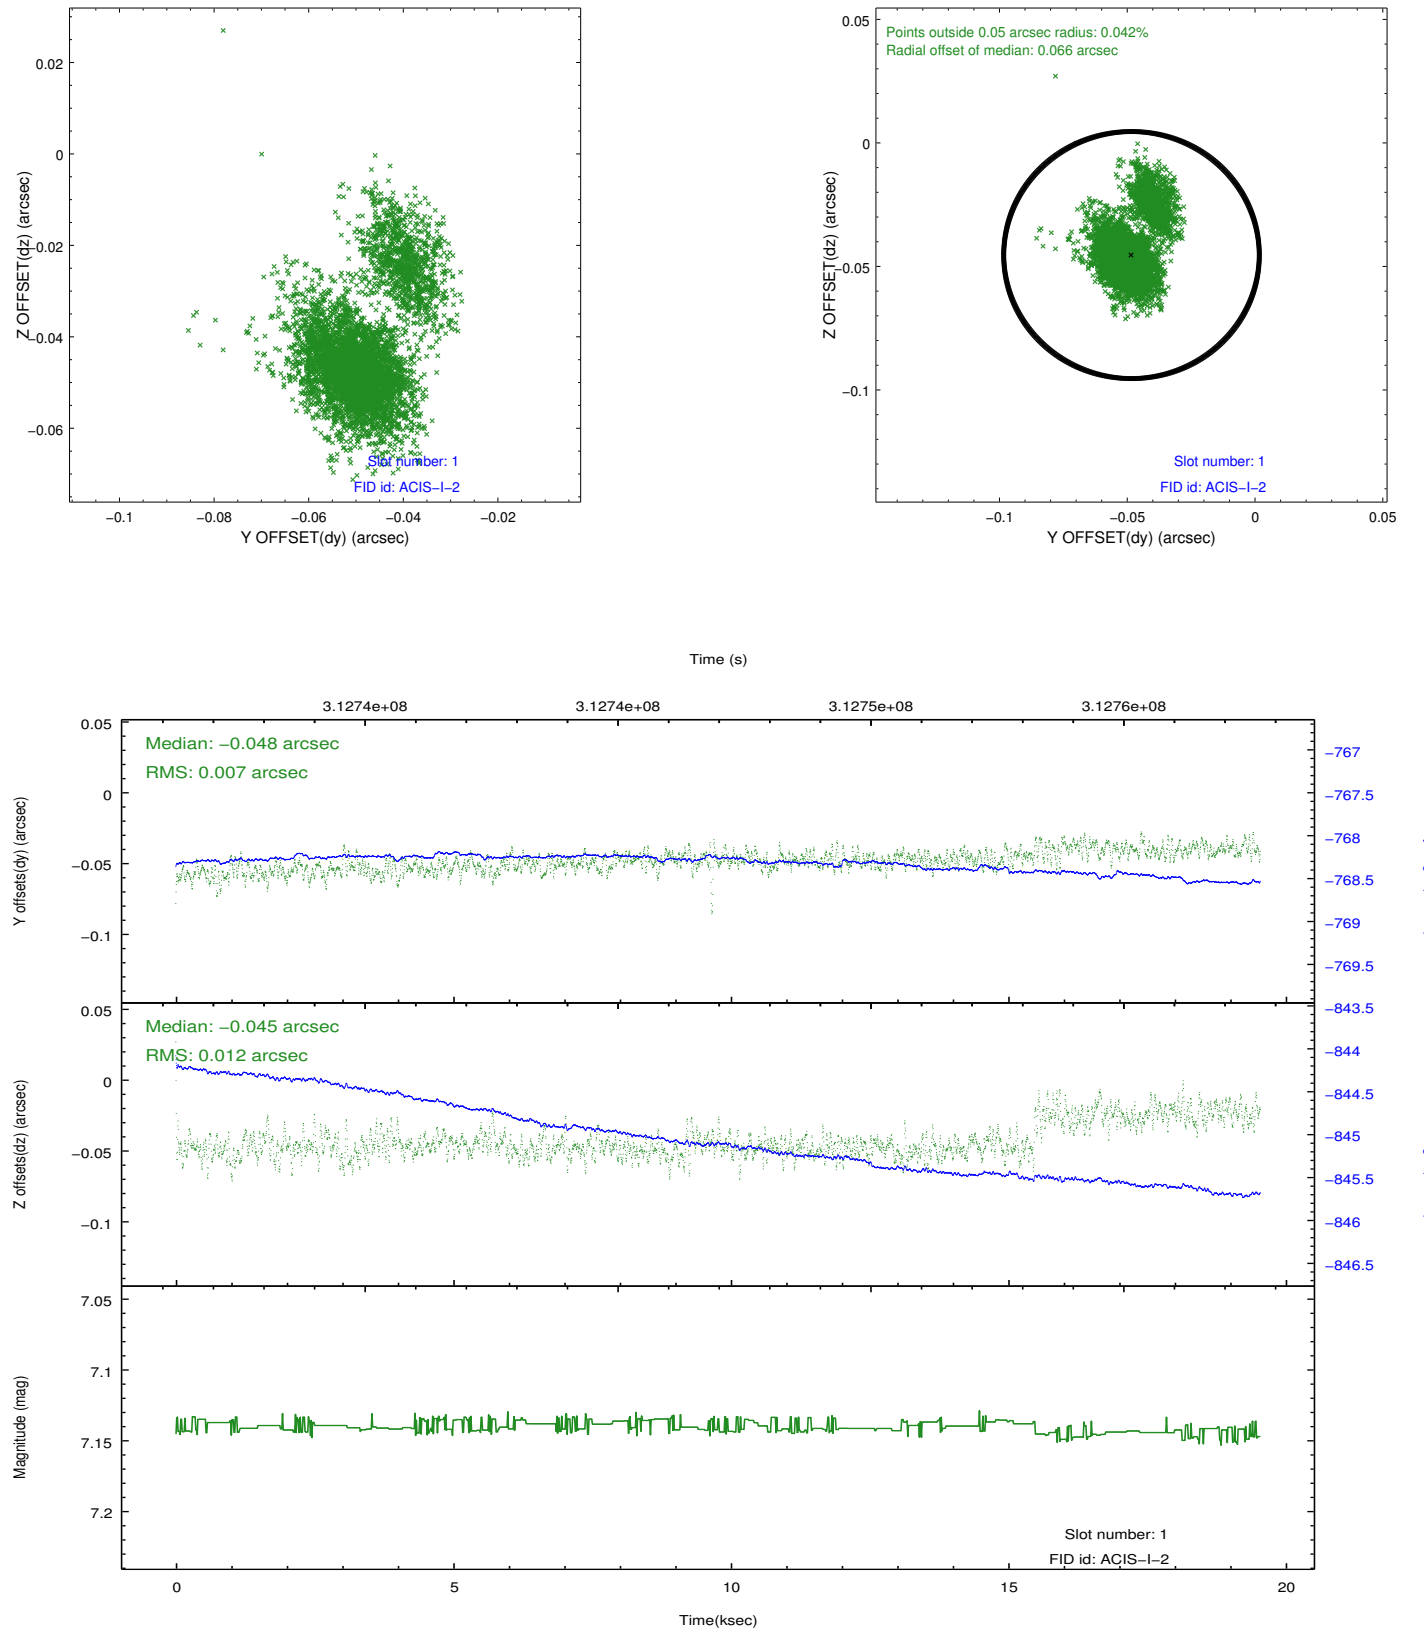 0.02
0
−0.02
−0.04
−0.06
Z OFFSET(dz) (arcsec)
Slot number: 1
FID id: ACIS−I−2
−0.1
−0.08
−0.06
−0.04
−0.02
Y OFFSET(dy) (arcsec)
0.05
0
−0.05
−0.1
Z OFFSET(dz) (arcsec)
Points outside 0.05 arcsec radius: 0.042%
Radial offset of median: 0.066 arcsec
Slot number: 1
FID id: ACIS−I−2
−0.1
−0.05
0
0.05
Y OFFSET(dy) (arcsec)
Time (s)
3.1274e+08
3.1274e+08
3.1275e+08
3.1276e+08
0.05
0
−0.05
−0.1
Y offsets(dy) (arcsec)
Median: −0.048 arcsec
RMS: 0.007 arcsec
−767
−767.5
−768
−768.5
−769
−769.5
0.05
0
−0.05
−0.1
Z offsets(dz) (arcsec)
Median: −0.045 arcsec
RMS: 0.012 arcsec
−843.5
−844
−844.5
−845
−845.5
−846
−846.5
7.05
7.1
7.15
7.2
Magnitude (mag)
Slot number: 1
FID id: ACIS−I−2
0
5
10
15
20
Time(ksec)